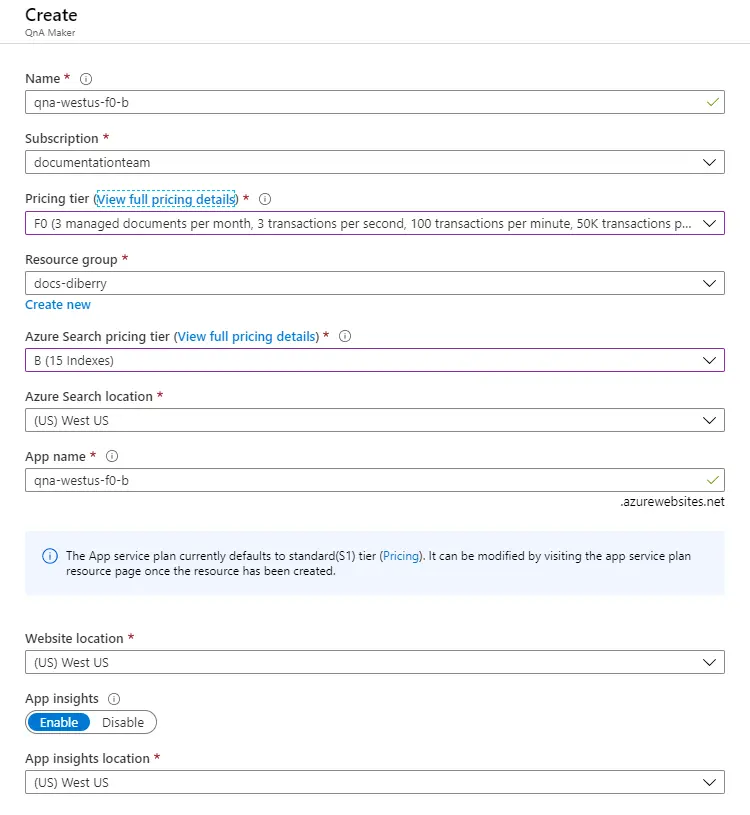 Create
QnA Maker
Name *
qna-westus-f0-b
Subscription *
documentationteam
Pricing tier (View full pricing details) *
F0 (3 managed documents per month, 3 transactions per second, 100 transactions per minute, 50K transactions p...
Resource group *
docs-diberry
Create new
Azure Search pricing tier (View full pricing details) *
B (15 Indexes)
Azure Search location *
(US) West US
App name *
qna-westus-f0-b
.azurewebsites.net
The App service plan currently defaults to standard(S1) tier (Pricing). It can be modified by visiting the app service plan
resource page once the resource has been created.
Website location *
(US) West US
App insights
Enable Disable
App insights location *
(US) West US